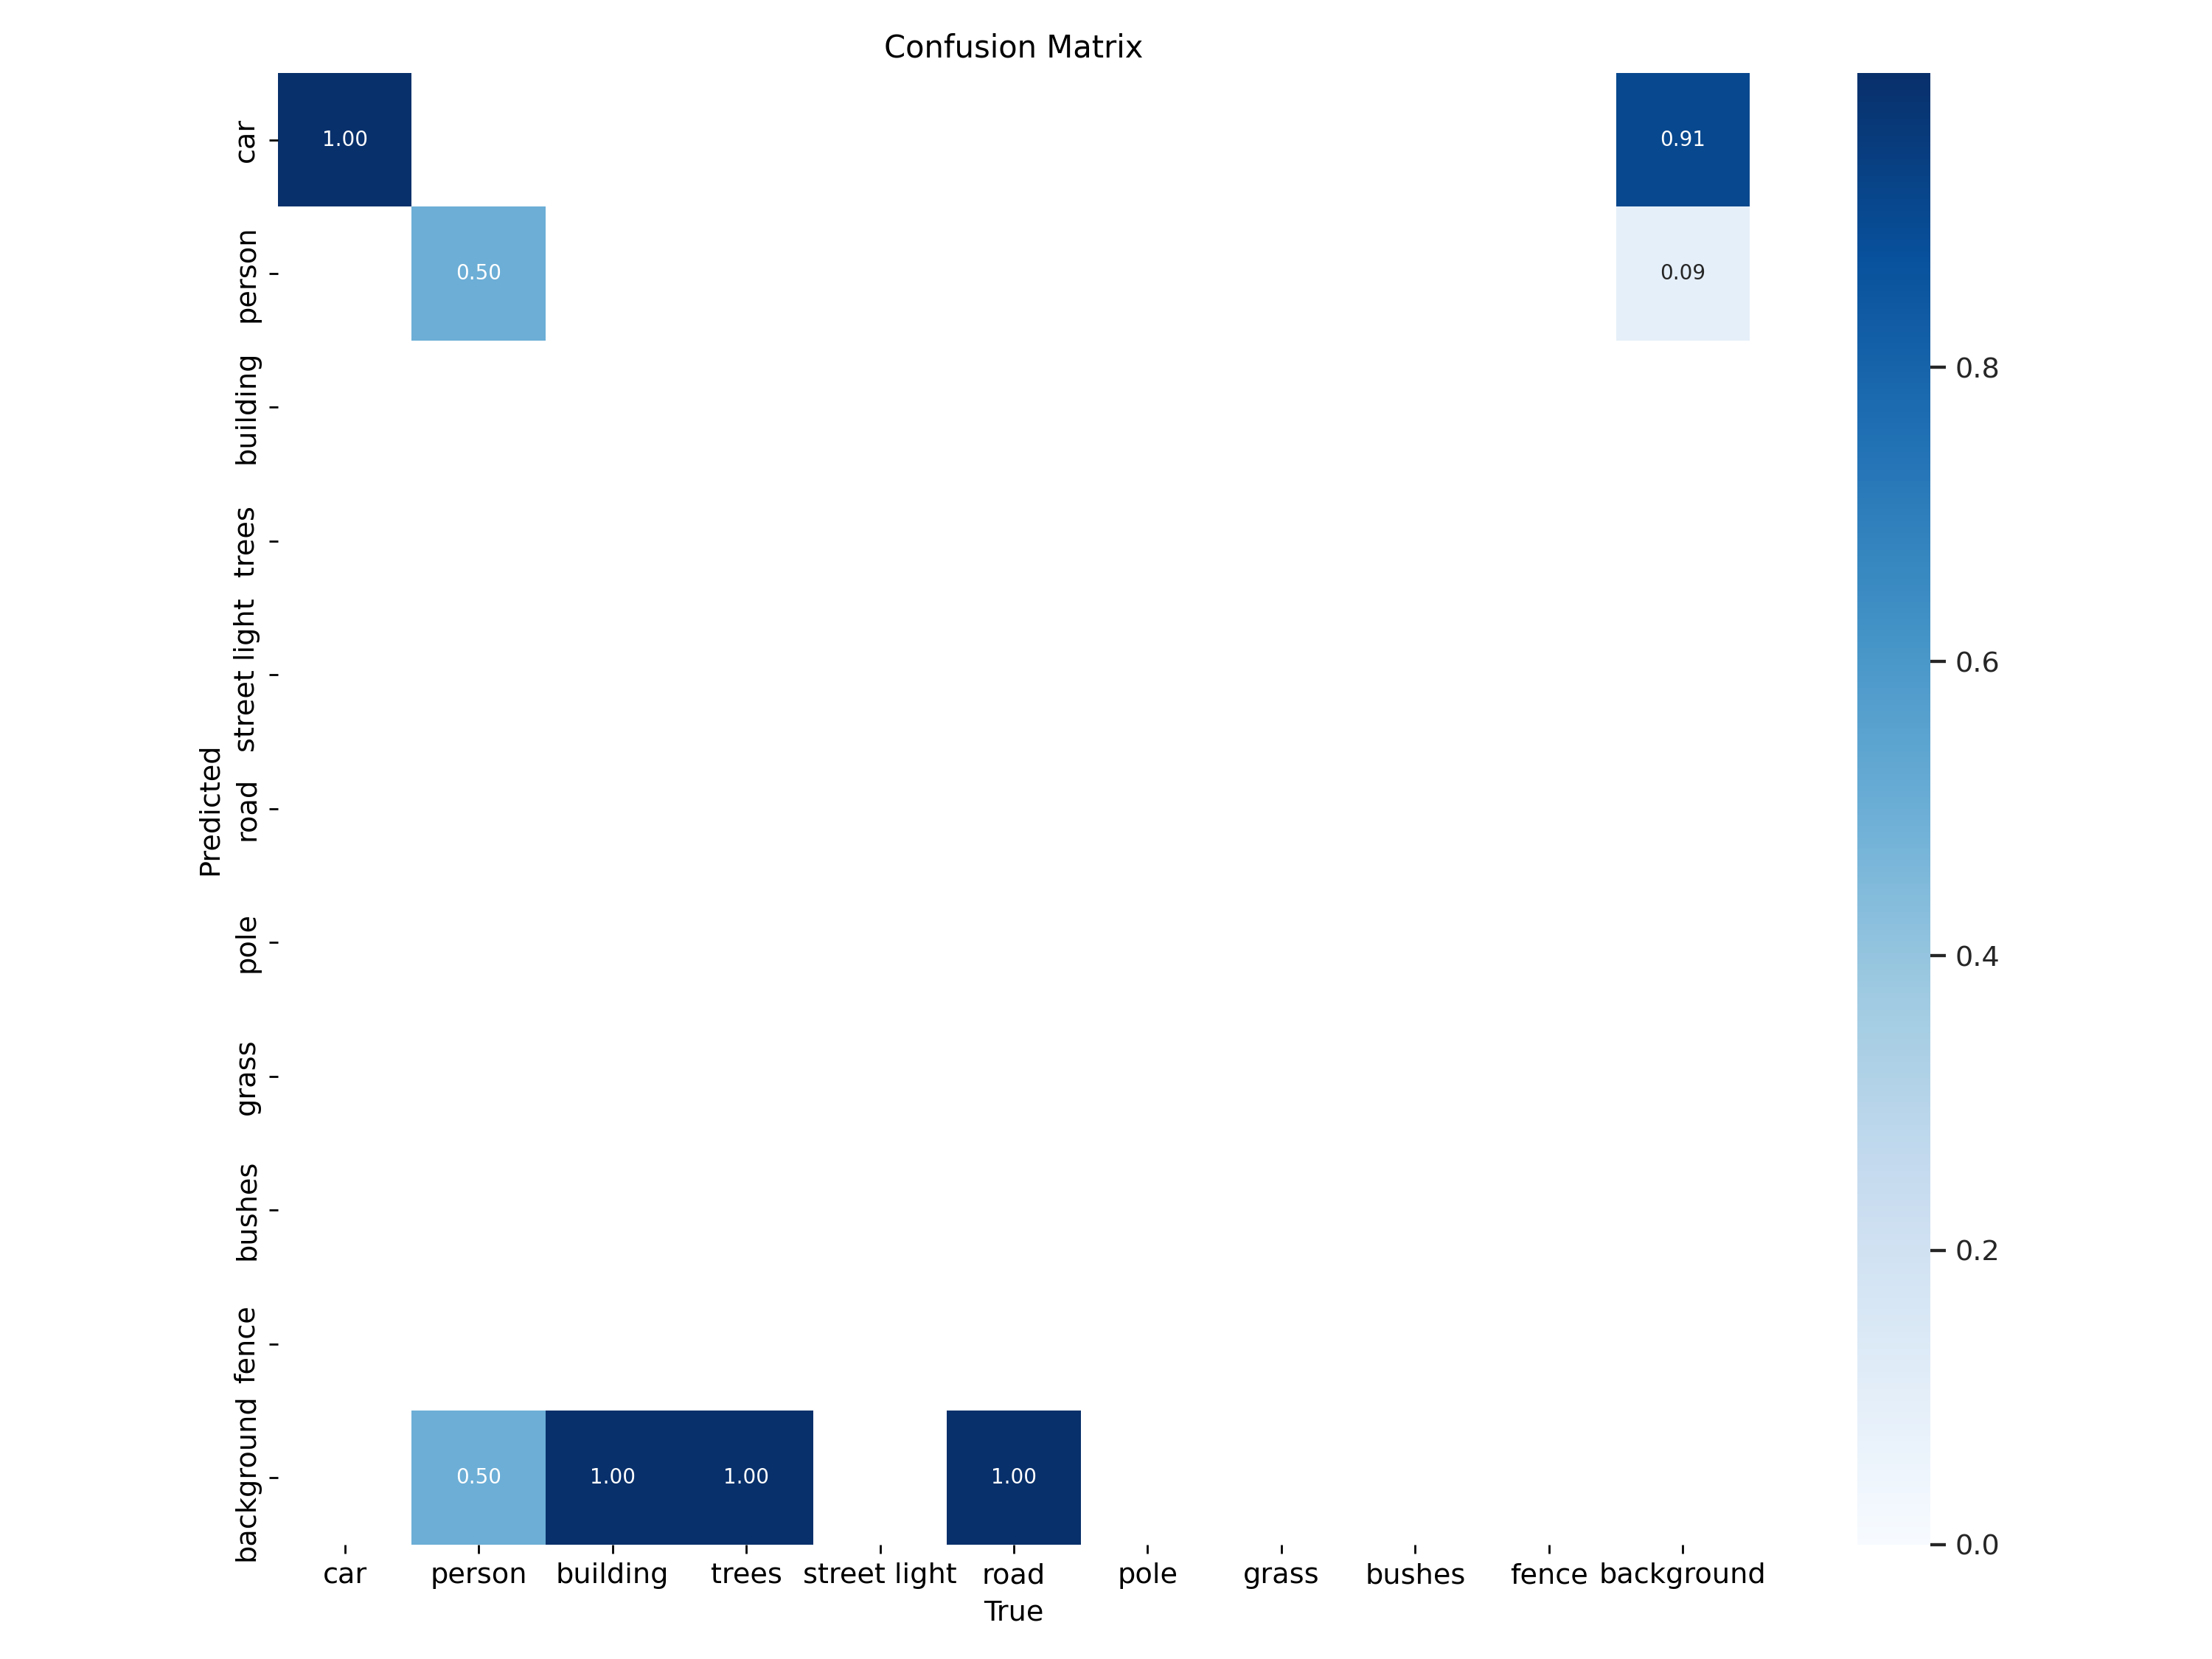 Confusion Matrix
car
1.00
0.91
person
0.50
0.09
building
0.8
trees
street light
0.6
road
Predicted
pole
0.4
grass
bushes
0.2
fence
background
0.50
1.00
1.00
1.00
0.0
car person building trees street light road pole grass bushes fence background
True